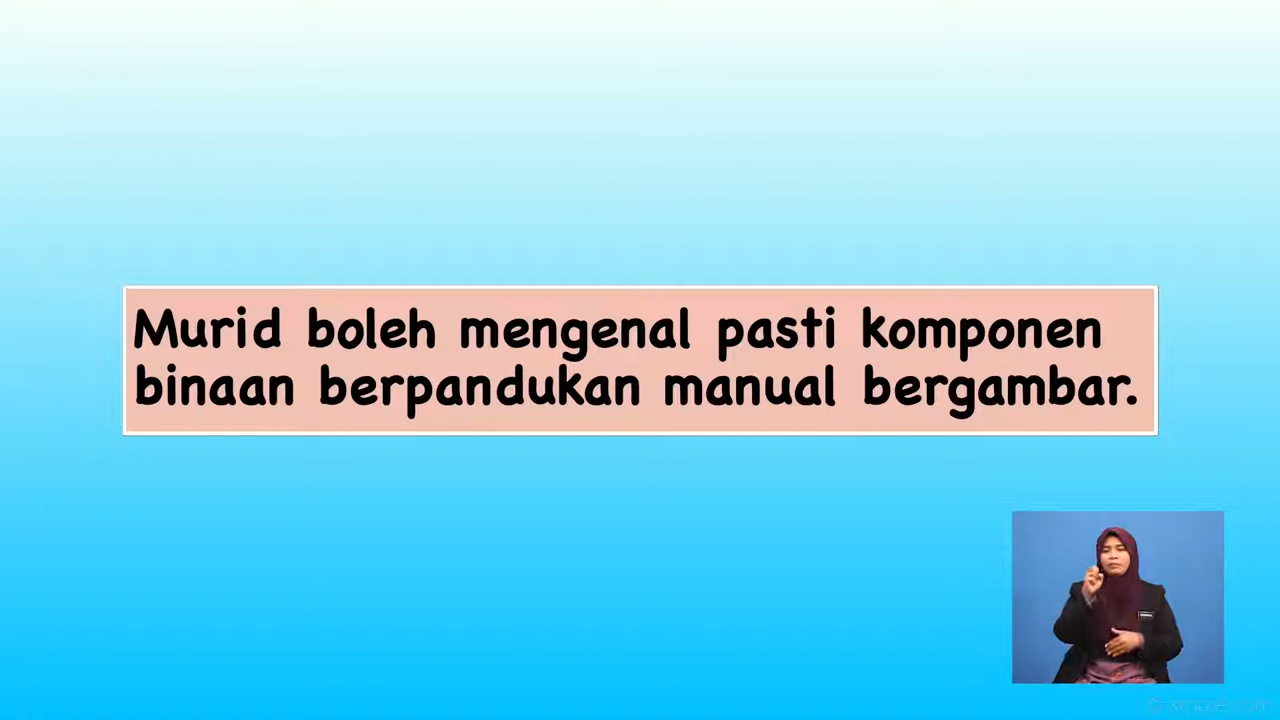 Murid boleh mengenal pasti komponen
binaan berpandukan manual bergambar.